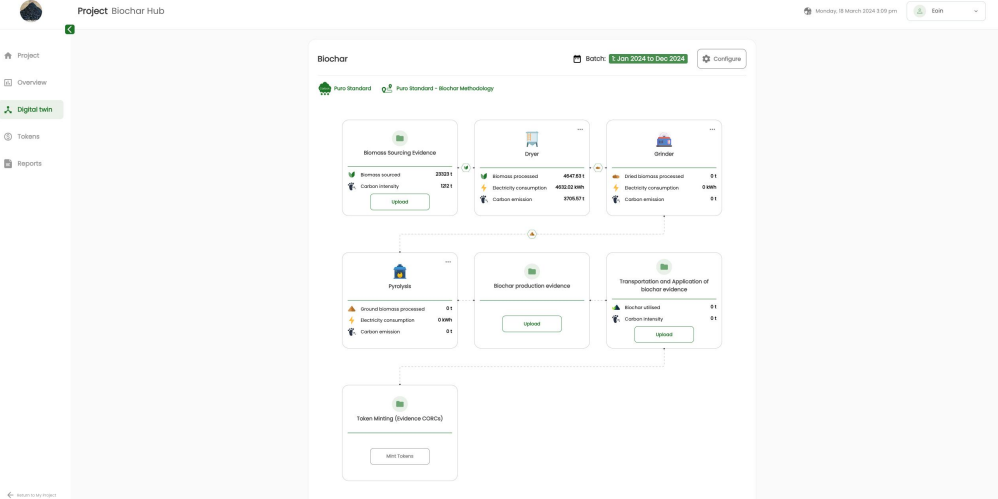 Project Biochar Hub
Monday, 18 March 2024 3:09 pm
Eoin
Project
Overview
Digital twin
Tokens
Reports
Return to My Project
Biochar
Batch: 1: Jan 2024 to Dec 2024
Configure
Puro Standard
Puro Standard - Biochar Methodology
Biomass Sourcing Evidence
Biomass sourced 23323 t
Carbon intensity 1212 t
Upload
Dryer
Biomass processed 4647.63 t
Electricity consumption 4632.02 kWh
Carbon emission 3705.57 t
Grinder
Dried biomass processed 0 t
Electricity consumption 0 kWh
Carbon emission 0 t
Pyralysis
Ground biomass processed 0 t
Electricity consumption 0 kWh
Carbon emission 0 t
Biochar production evidence
Upload
Transportation and Application of
biochar evidence
Biochar utilised 0 t
Carbon intensity 0 t
Upload
Token Minting (Evidence CORCs)
Mint Tokens